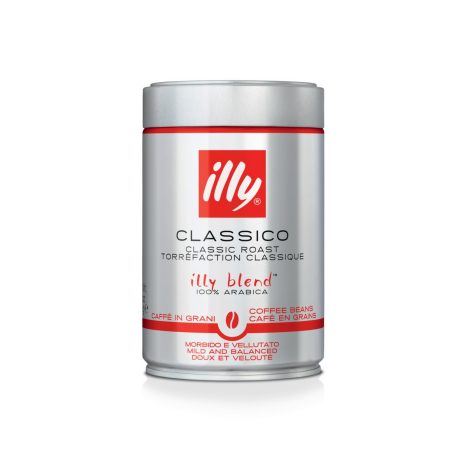 illy®
CLASSICO
CLASSIC ROAST
TORRÉFACTION CLASSIQUE
illy blend™
100% ARABICA
CAFFÈ IN GRANI
COFFEE BEANS
CAFÉ EN GRAINS
MORBIDO E VELLUTATO
MILD AND BALANCED
DOUX ET VELOUTÉ